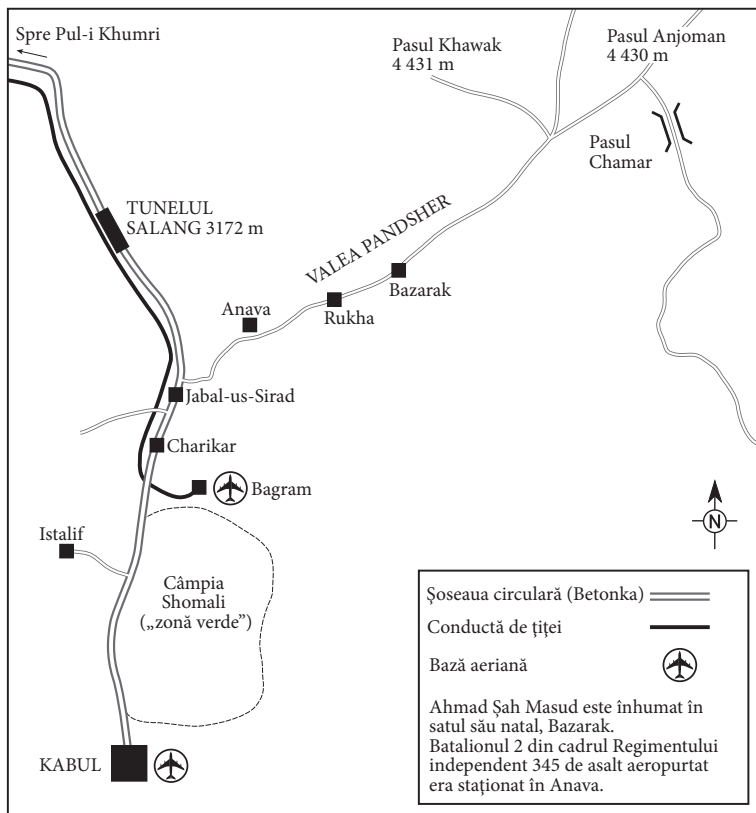 Spre Pul-i Khumri
Pasul Khawak
4 431 m
Pasul Anjoman
4 430 m
Pasul
Chamar
TUNELUL
SALANG 3172 m
VALEA PANDSHER
Bazarak
Rukha
Anava
Jabal-us-Sirad
Charikar
Bagram
Istalif
Câmpia
Shomali
(„zonă verde”)
KABUL
N
Șoseaua circulară (Betonka)
Conductă de țiței
Bază aeriană
Ahmad Șah Masud este înhumat în
satul său natal, Bazarak.
Batalionul 2 din cadrul Regimentului
independent 345 de asalt aeropurtat
era staționat în Anava.